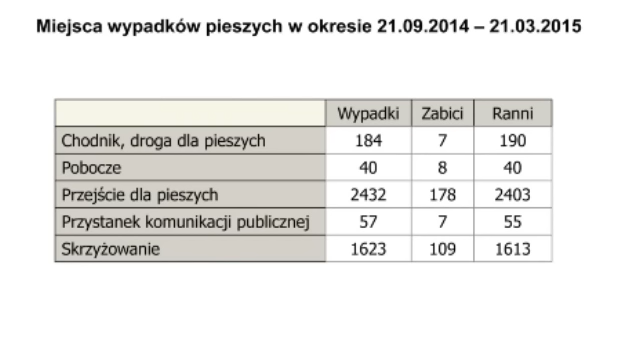 Miejsca wypadków pieszych w okresie 21.09.2014 – 21.03.2015
Wypadki Zabici Ranni
Chodnik, droga dla pieszych 184 7 190
Pobocze 40 8 40
Przejście dla pieszych 2432 178 2403
Przystanek komunikacji publicznej 57 7 55
Skrzyżowanie 1623 109 1613